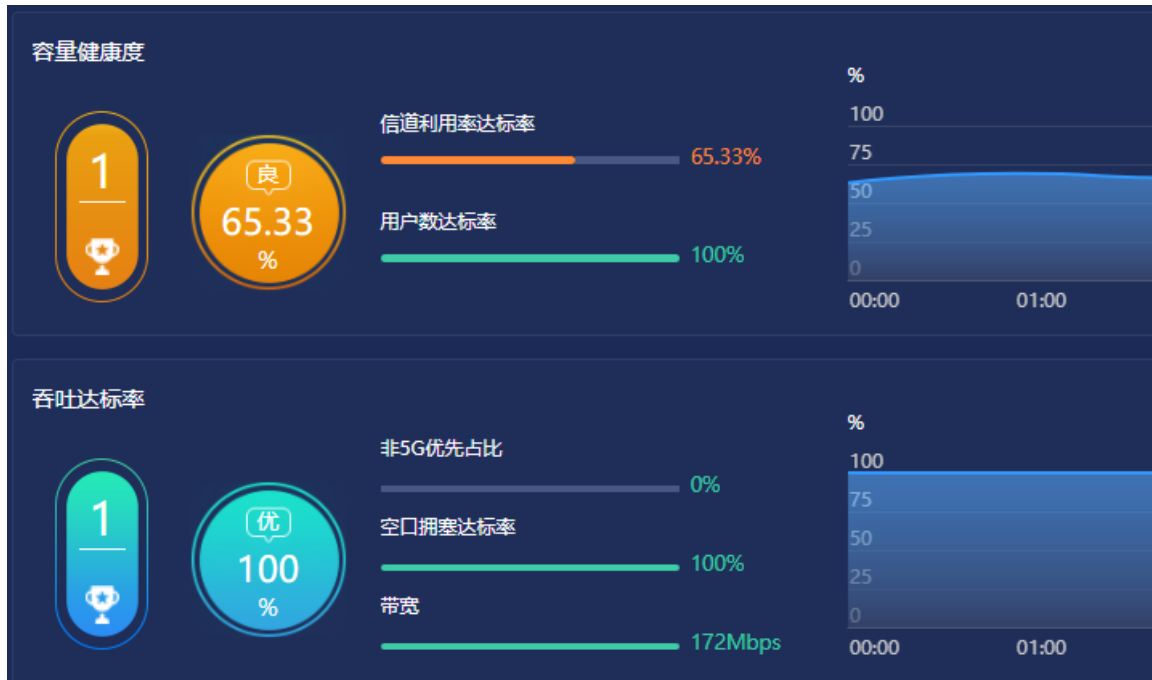 容量健康度
1
良
65.33
%
信道利用率达标率
65.33%
用户数达标率
100%
%
100
75
50
25
0
00:00 01:00
吞吐达标率
1
优
100
%
非5G优先占比
0%
空口拥塞达标率
100%
带宽
172Mbps
%
100
75
50
25
0
00:00 01:00